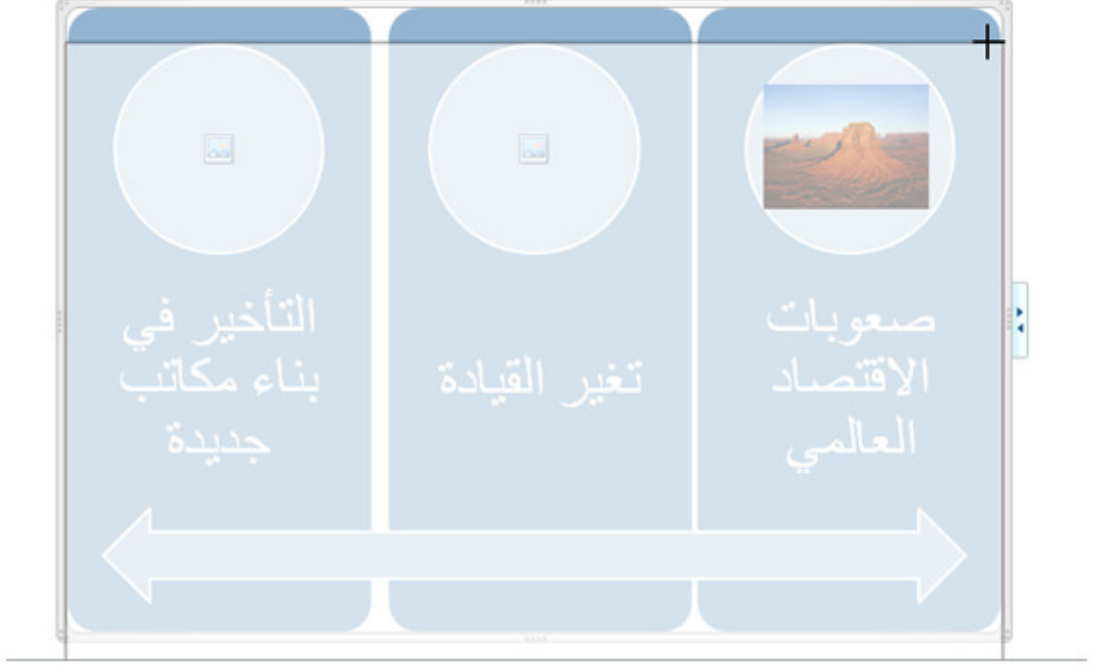 صعوبات
الاقتصاد
العالمي
تغير القيادة
التأخير في
بناء مكاتب
جديدة